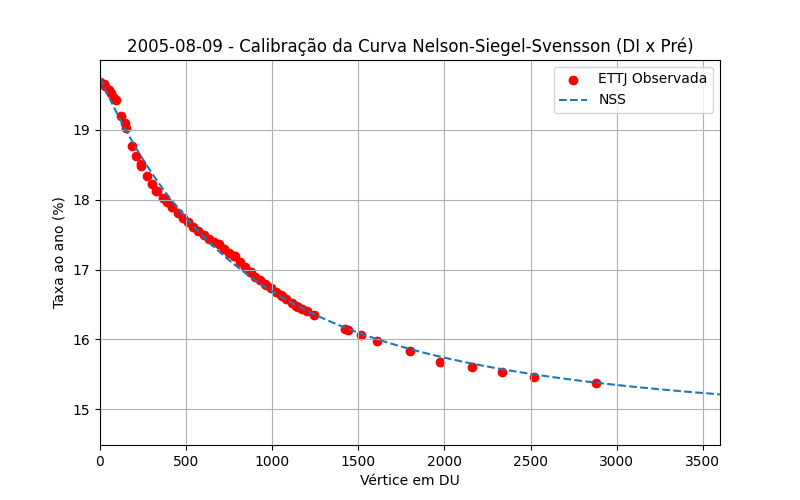 2005-08-09 - Calibração da Curva Nelson-Siegel-Svensson (DI x Pré)
ETTJ Observada
NSS
Taxa ao ano (%)
19
18
17
16
15
0 500 1000 1500 2000 2500 3000 3500
Vértice em DU